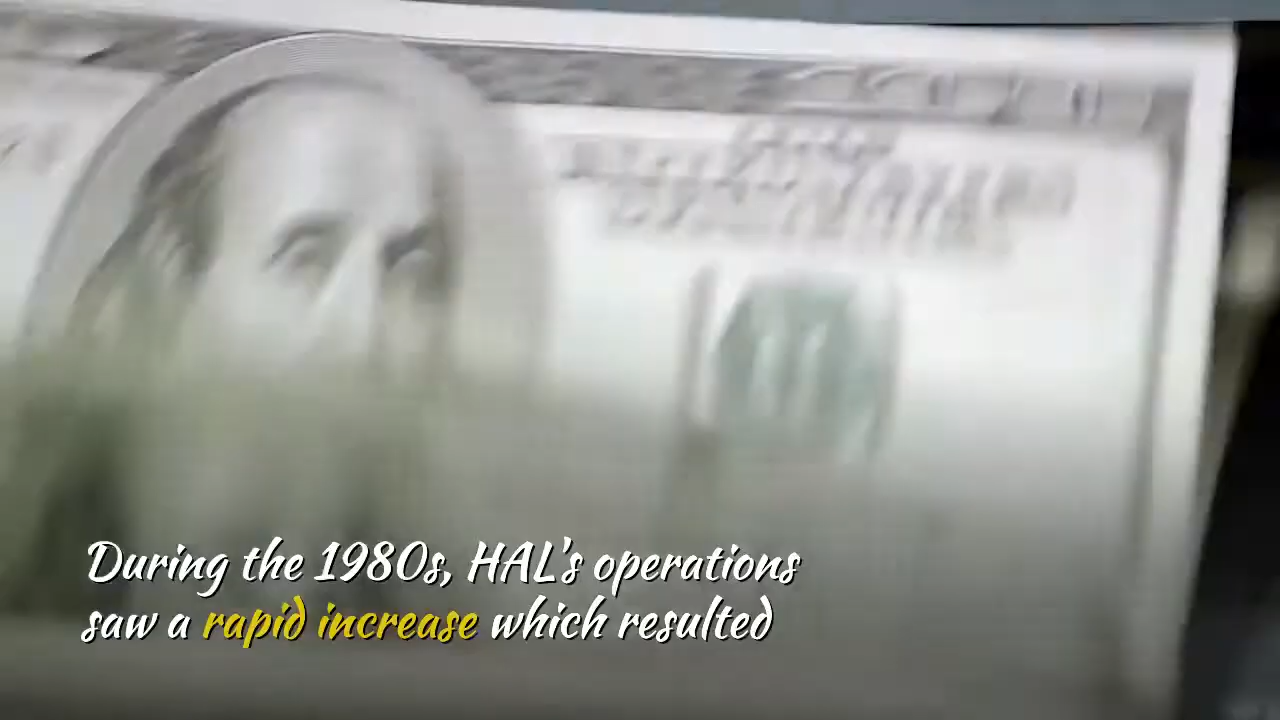 During the 1980s, HAL's operations
saw a rapid increase which resulted